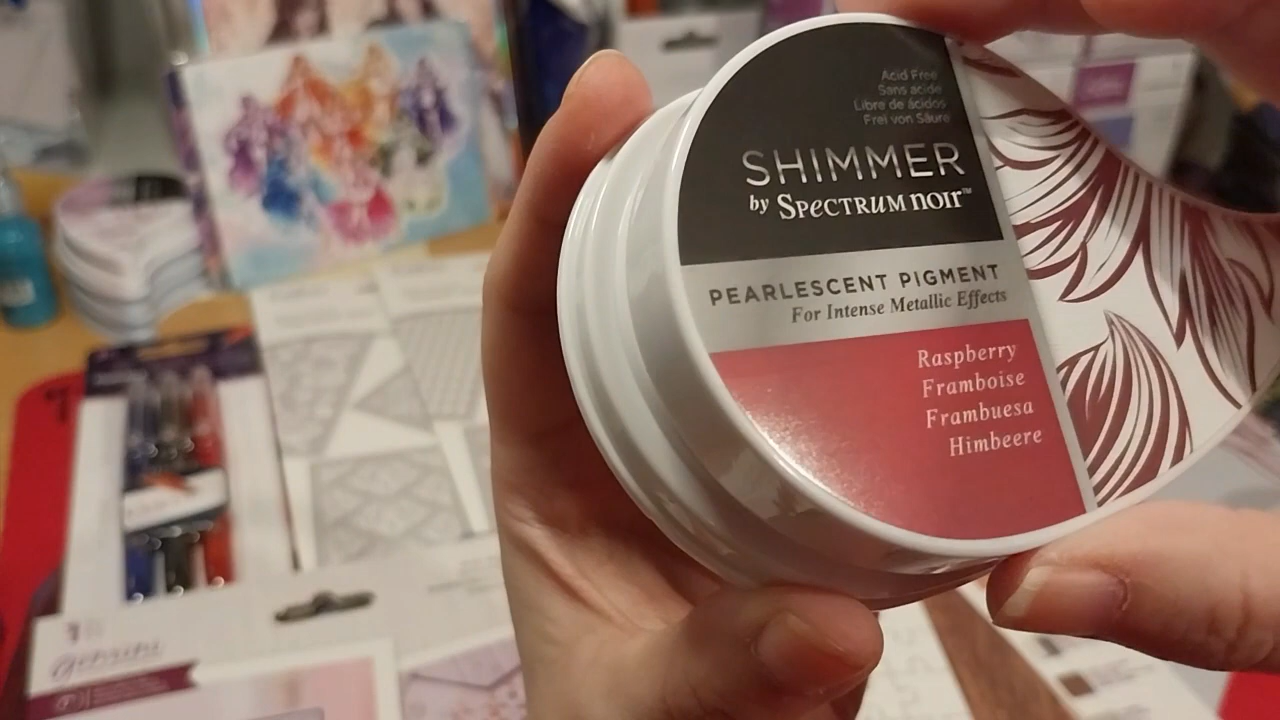 Acid Free
Sans acide
Libre de ácidos
Frei von Säure
SHIMMER
by SPECTRUM NOIR™
PEARLESCENT PIGMENT
For Intense Metallic Effects
Raspberry
Framboise
Frambuesa
Himbeere
gemini